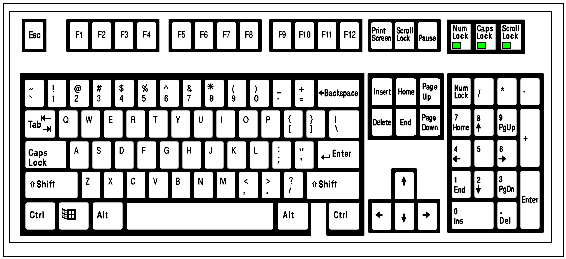 Esc F1 F2 F3 F4 F5 F6 F7 F8 F9 F10 F11 F12 Print Screen Scroll Lock Pause Num Lock Caps Lock Scroll Lock
~ ! @ # $ % ^ & * ( ) _ + ←Backspace Insert Home Page Up Num Lock / * -
` 1 2 3 4 5 6 7 8 9 0 - =
Tab Q W E R T Y U I O P { } | Delete End Page Down 7 Home 8 ↑ 9 PgUp +
[ ] \
Caps Lock A S D F G H J K L : " ↵ Enter 4 ← 5 6 →
; '
⇧Shift Z X C V B N M < > ? ⇧Shift ↑ 1 End 2 ↓ 3 PgDn Enter
, . /
Ctrl Alt Alt Ctrl ← ↓ → 0 Ins . Del